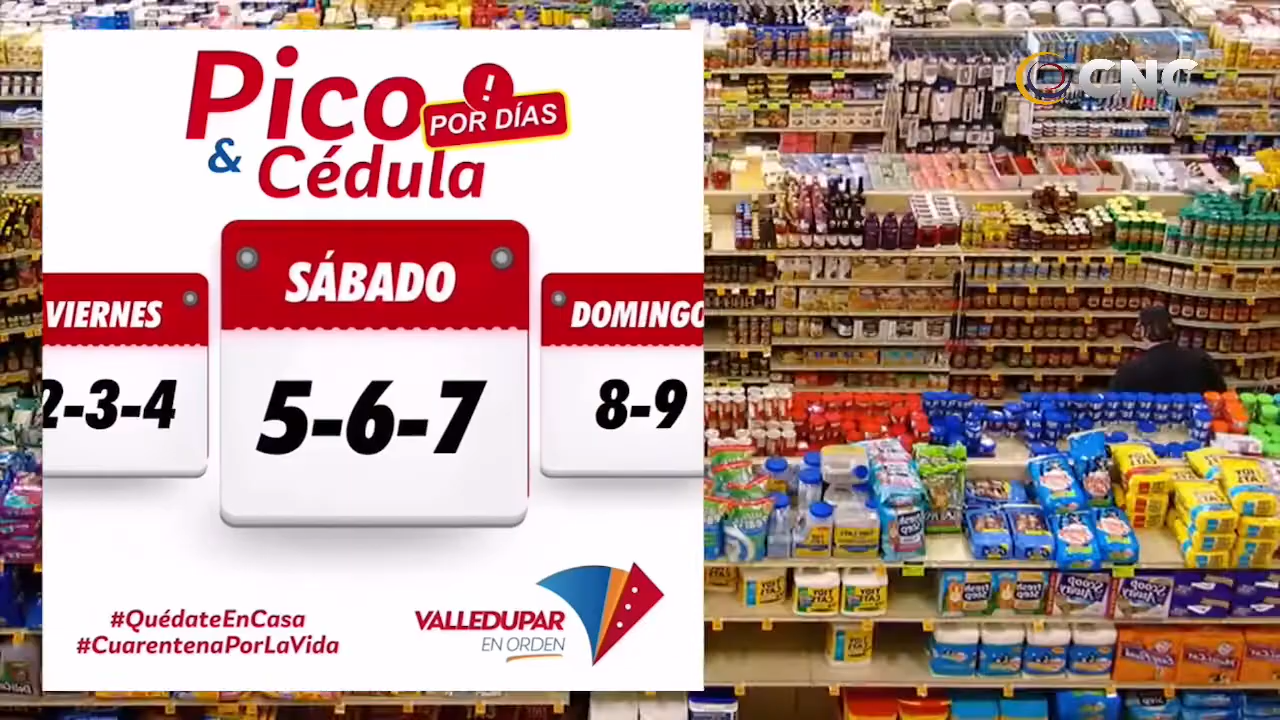 Pico
POR DÍAS
& Cédula
CNC
SÁBADO
VIERNES
DOMINGO
5-6-7
2-3-4
8-9
#QuédateEnCasa
#CuarentenaPorLaVida
VALLEDUPAR
EN ORDEN